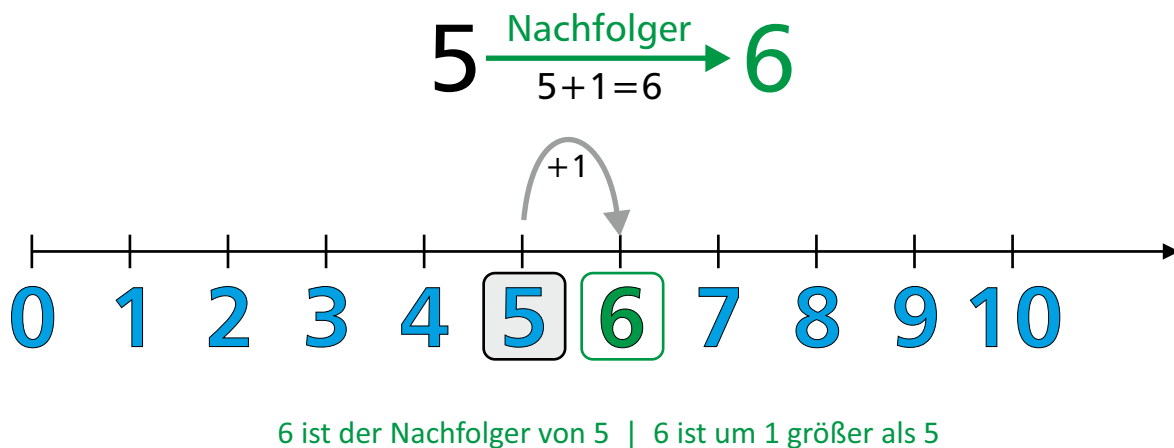 5 Nachfolger 6
5+1=6
+1
0 1 2 3 4 5 6 7 8 9 10
6 ist der Nachfolger von 5 | 6 ist um 1 größer als 5